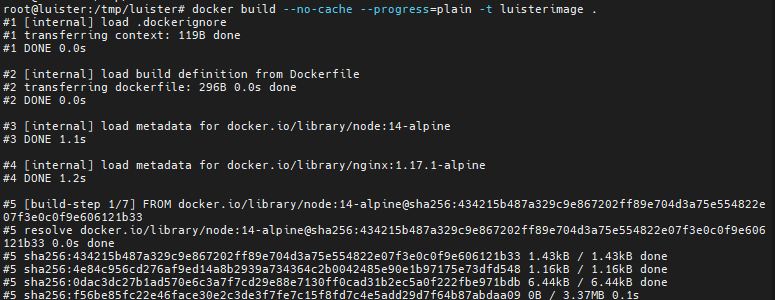 root@luister:/tmp/luister# docker build --no-cache --progress=plain -t luisterimage .
#1 [internal] load .dockerignore
#1 transferring context: 119B done
#1 DONE 0.0s
#2 [internal] load build definition from Dockerfile
#2 transferring dockerfile: 296B 0.0s done
#2 DONE 0.0s
#3 [internal] load metadata for docker.io/library/node:14-alpine
#3 DONE 1.1s
#4 [internal] load metadata for docker.io/library/nginx:1.17.1-alpine
#4 DONE 1.2s
#5 [build-step 1/7] FROM docker.io/library/node:14-alpine@sha256:434215b487a329c9e867202ff89e704d3a75e554822e
07f3e0c0f9e606121b33
#5 resolve docker.io/library/node:14-alpine@sha256:434215b487a329c9e867202ff89e704d3a75e554822e07f3e0c0f9e606
121b33 0.0s done
#5 sha256:434215b487a329c9e867202ff89e704d3a75e554822e07f3e0c0f9e606121b33 1.43kB / 1.43kB done
#5 sha256:4e84c956cd276af9ed14a8b2939a734364c2b0042485e90e1b97175e73dfd548 1.16kB / 1.16kB done
#5 sha256:0dac3dc27b1ad570e6c3a7f7cd29e88e7130ff0cad31b2ec5a0f222fbe971bdb 6.44kB / 6.44kB done
#5 sha256:f56be85fc22e46face30e2c3de3f7fe7c15f8fd7c4e5add29d7f64b87abdaa09 0B / 3.37MB 0.1s